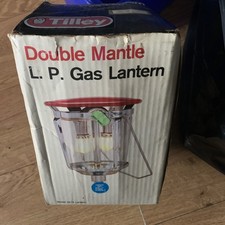 Tilley
Double Mantle
L. P. Gas Lantern